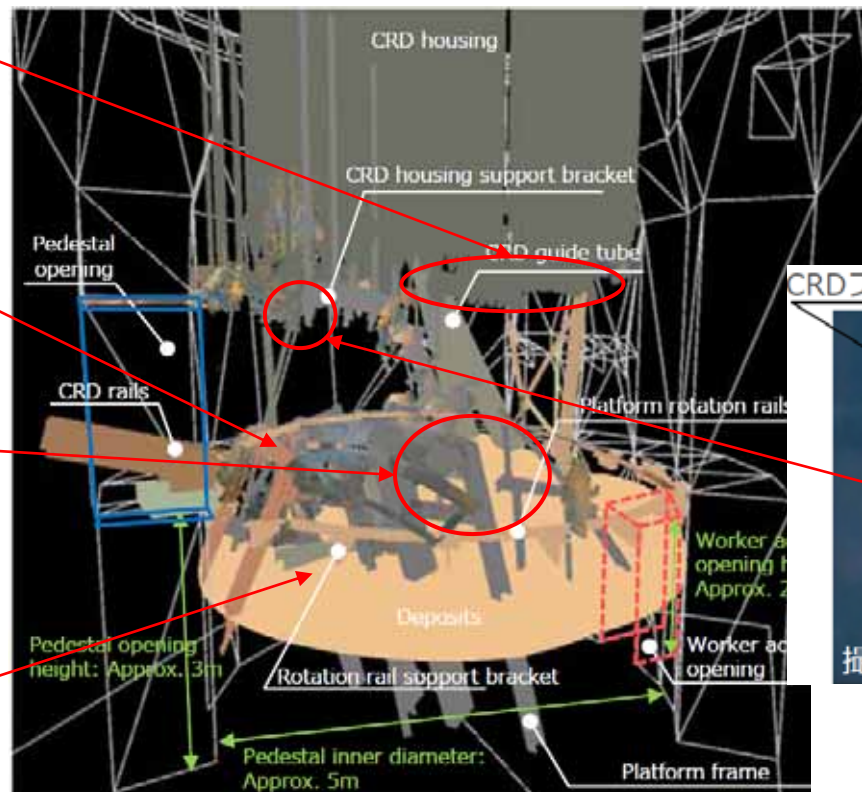 CRD housing
CRD housing support bracket
Pedestal
opening
CRD guide tube
CRD
CRD rails
Platform rotation rails
Worker
opening
Approx.
Deposits
Pedestal opening
height: Approx. 3m
Worker
opening
Rotation rail support bracket
Pedestal inner diameter:
Approx. 5m
Platform frame